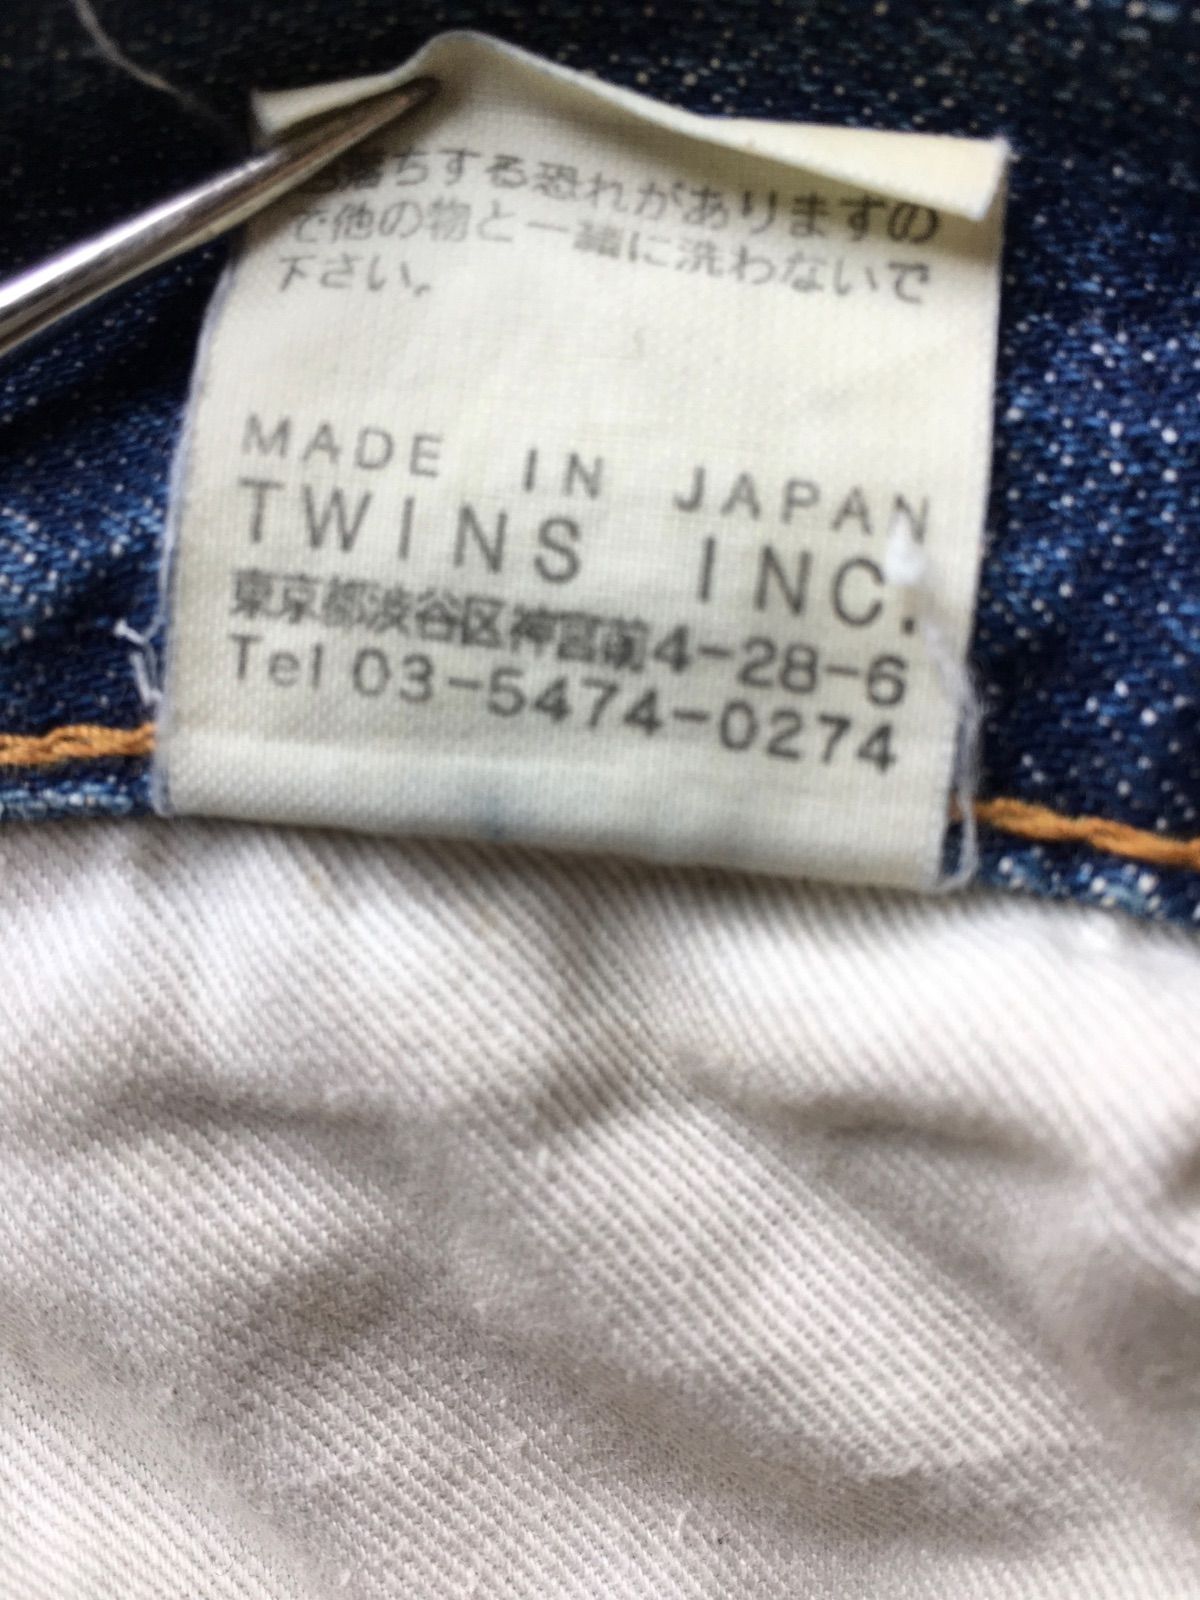 色落ちする恐れがありますの
で他の物と一緒に洗わないで
下さい。
MADE IN JAPAN
TWINS INC.
東京都渋谷区神宮前4-28-6
Tel 03-5474-0274